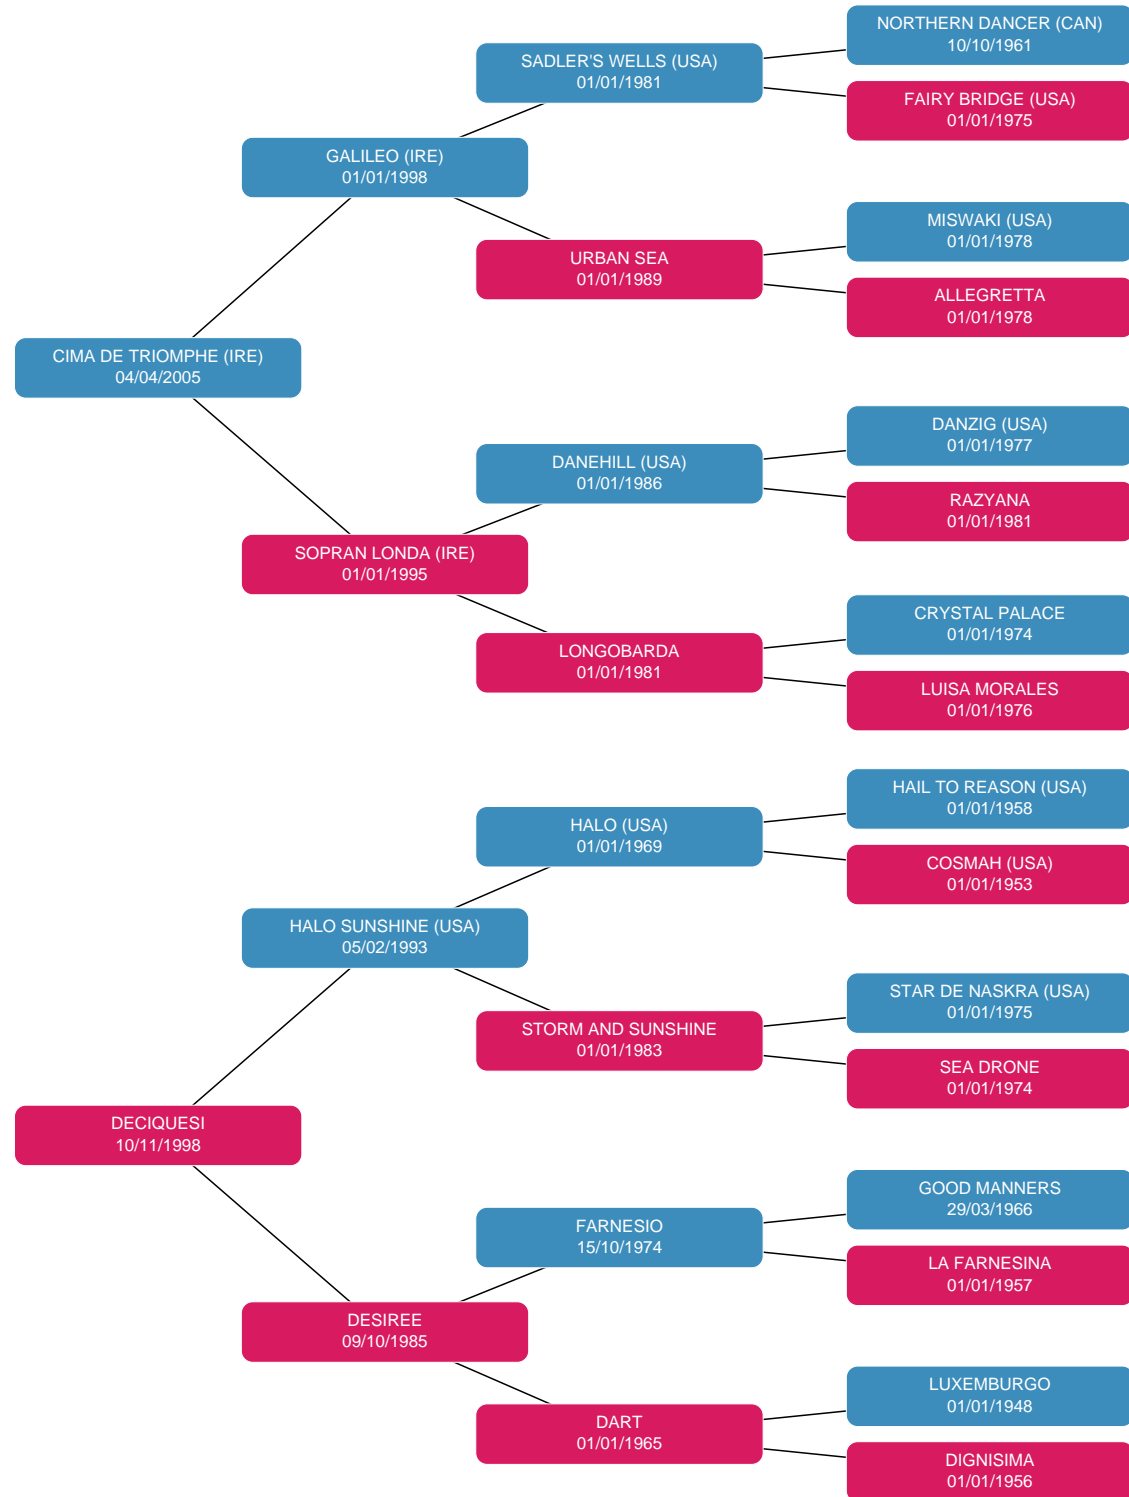 NORTHERN DANCER (CAN)
10/10/1961
SADLER'S WELLS (USA)
01/01/1981
FAIRY BRIDGE (USA)
01/01/1975
GALILEO (IRE)
01/01/1998
MISWAKI (USA)
01/01/1978
URBAN SEA
01/01/1989
ALLEGRETTA
01/01/1978
CIMA DE TRIOMPHE (IRE)
04/04/2005
DANZIG (USA)
01/01/1977
DANEHILL (USA)
01/01/1986
RAZYANA
01/01/1981
SOPRAN LONDA (IRE)
01/01/1995
CRYSTAL PALACE
01/01/1974
LONGOBARDA
01/01/1981
LUISA MORALES
01/01/1976
HAIL TO REASON (USA)
01/01/1958
HALO (USA)
01/01/1969
COSMAH (USA)
01/01/1953
HALO SUNSHINE (USA)
05/02/1993
STAR DE NASKRA (USA)
01/01/1975
STORM AND SUNSHINE
01/01/1983
SEA DRONE
01/01/1974
DECIQUESI
10/11/1998
GOOD MANNERS
29/03/1966
FARNESIO
15/10/1974
LA FARNESINA
01/01/1957
DESIREE
09/10/1985
LUXEMBURGO
01/01/1948
DART
01/01/1965
DIGNISIMA
01/01/1956